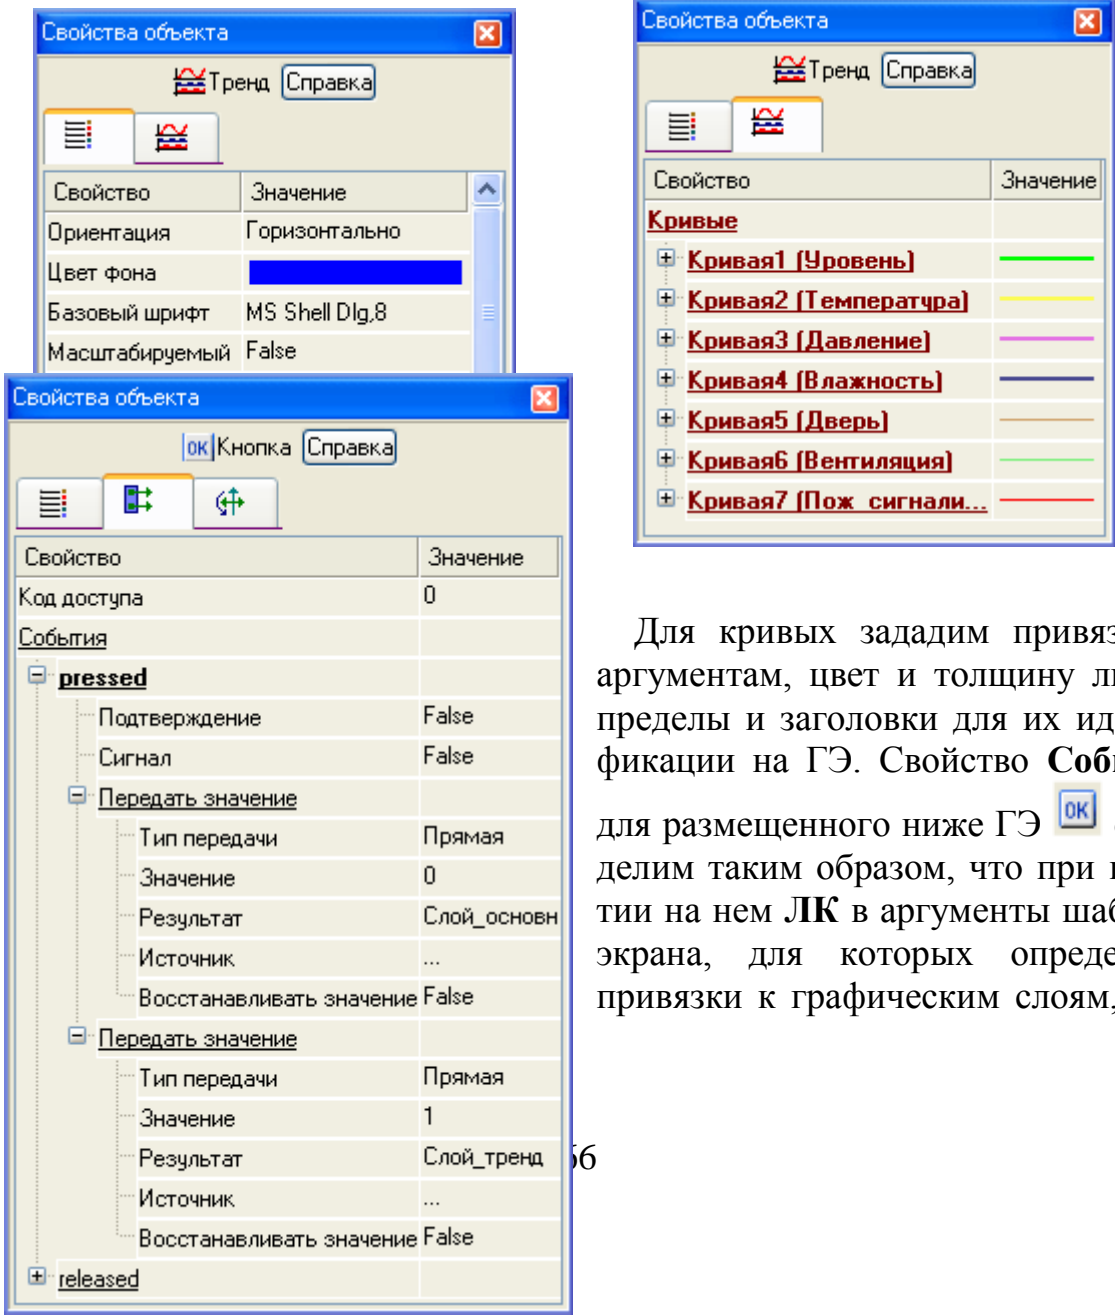 Свойства объекта
Тренд Справка
Свойство Значение
Ориентация Горизонтально
Цвет фона
Базовый шрифт MS Shell Dlg,8
Масштабируемый False
Свойства объекта
Тренд Справка
Свойство Значение
Кривые
Кривая1 (Уровень)
Кривая2 (Температура)
Кривая3 (Давление)
Кривая4 (Влажность)
Кривая5 (Дверь)
Кривая6 (Вентиляция)
Кривая7 (Пож_сигнали...
Свойства объекта
OK Кнопка Справка
Свойство Значение
Код доступа 0
События
pressed
Подтверждение False
Сигнал False
Передать значение
Тип передачи Прямая
Значение 0
Результат Слой_основн
Источник ...
Восстанавливать значение False
Передать значение
Тип передачи Прямая
Значение 1
Результат Слой_тренд
Источник ...
Восстанавливать значение False
released
Для кривых зададим привяз
аргументам, цвет и толщину ли
пределы и заголовки для их ид
фикации на ГЭ. Свойство Соб
для размещенного ниже ГЭ OK
делим таким образом, что при
тии на нем ЛК в аргументы шаб
экрана, для которых опреде
привязки к графическим слоям,
66